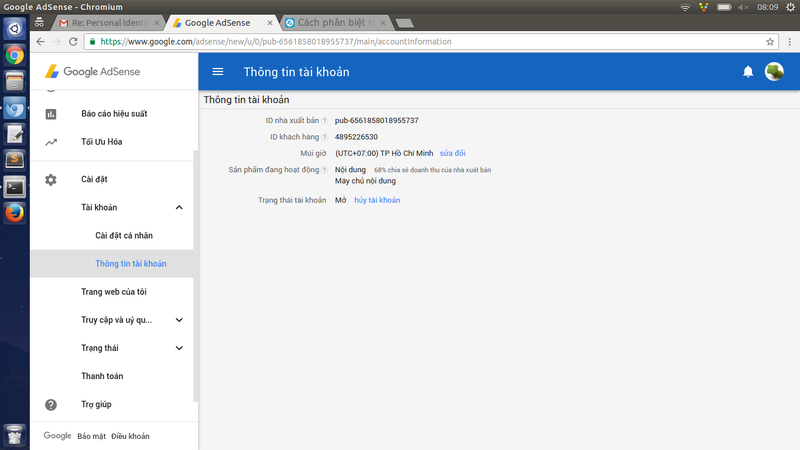 Google AdSense - Chromium
08:09
Re: Personal Identi
Google AdSense
Cách phân biệt t
https://www.google.com/adsense/new/u/0/pub-6561858018955737/main/accountInformation
Google AdSense
Thông tin tài khoản
Báo cáo hiệu suất
Tối Ưu Hóa
Cài đặt
Tài khoản
Cài đặt cá nhân
Thông tin tài khoản
Trang web của tôi
Truy cập và uỷ qu...
Trạng thái
Thanh toán
Trợ giúp
Google Bảo mật Điều khoản
Thông tin tài khoản
ID nhà xuất bản ? pub-6561858018955737
ID khách hàng ? 4895226530
Múi giờ (UTC+07:00) TP Hồ Chí Minh sửa đổi
Sản phẩm đang hoạt động ? Nội dung 68% chia sẻ doanh thu của nhà xuất bản
Máy chủ nội dung
Trạng thái tài khoản Mở hủy tài khoản